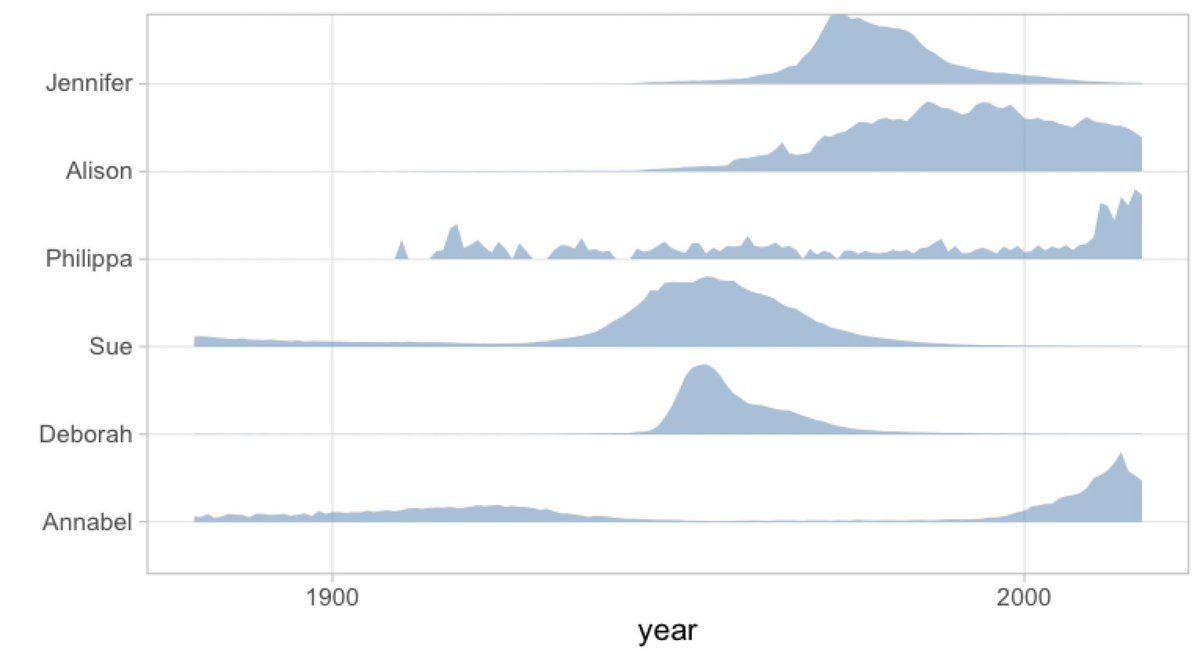 Jennifer
Alison
Philippa
Sue
Deborah
Annabel
1900 2000
year